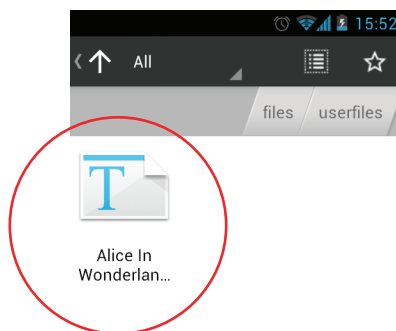 15:52
All
files userfiles
T
Alice In
Wonderlan...